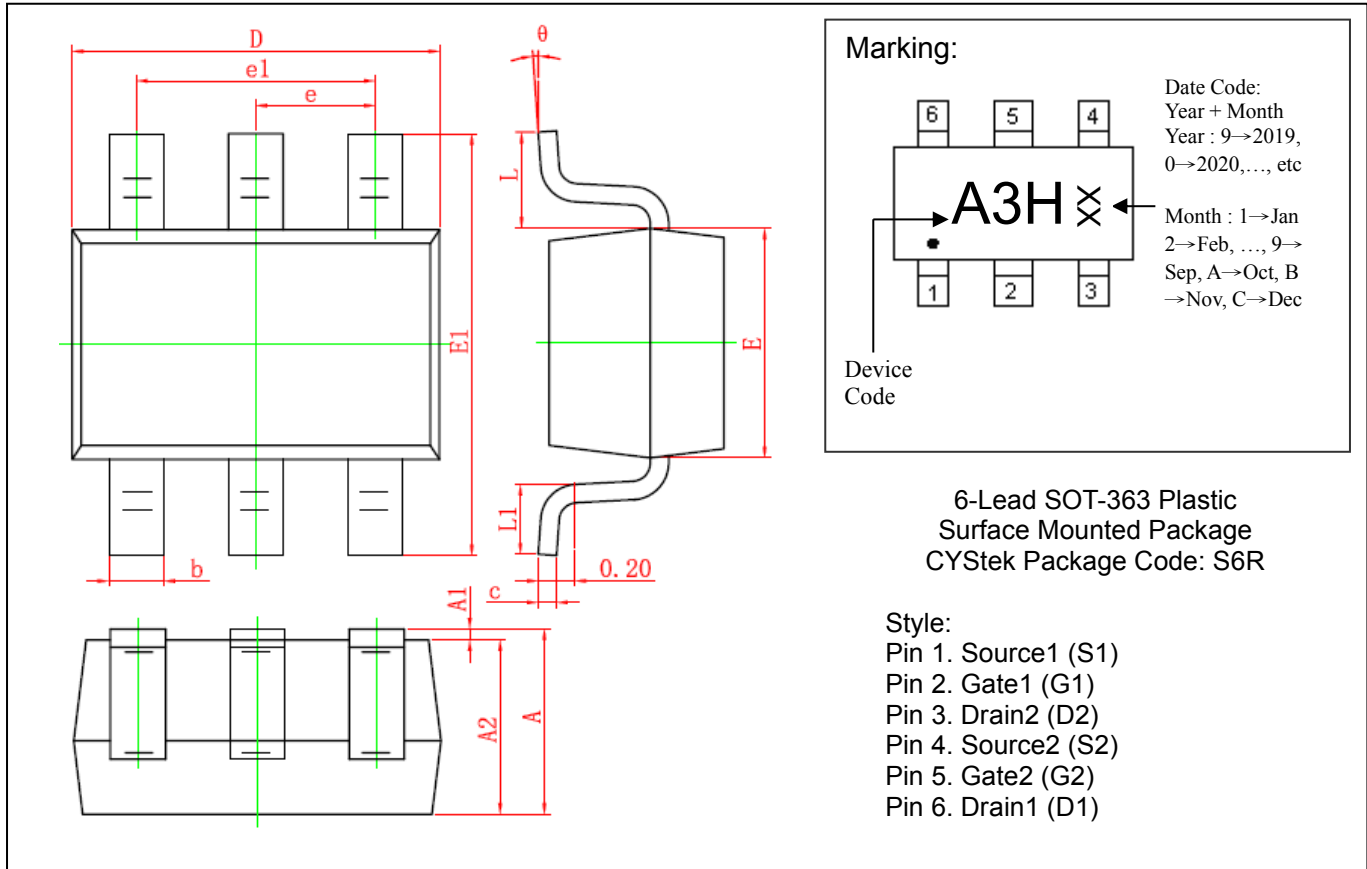 D
e1
e
θ
L
E1
E
L1
b
c
0.20
A1
A2
A
Marking:
6
5
4
A3H XX
1
2
3
Device
Code
Date Code:
Year + Month
Year : 9→2019,
0→2020,…, etc
Month : 1→Jan
2→Feb, …, 9→
Sep, A→Oct, B
→Nov, C→Dec
6-Lead SOT-363 Plastic
Surface Mounted Package
CYStek Package Code: S6R
Style:
Pin 1. Source1 (S1)
Pin 2. Gate1 (G1)
Pin 3. Drain2 (D2)
Pin 4. Source2 (S2)
Pin 5. Gate2 (G2)
Pin 6. Drain1 (D1)